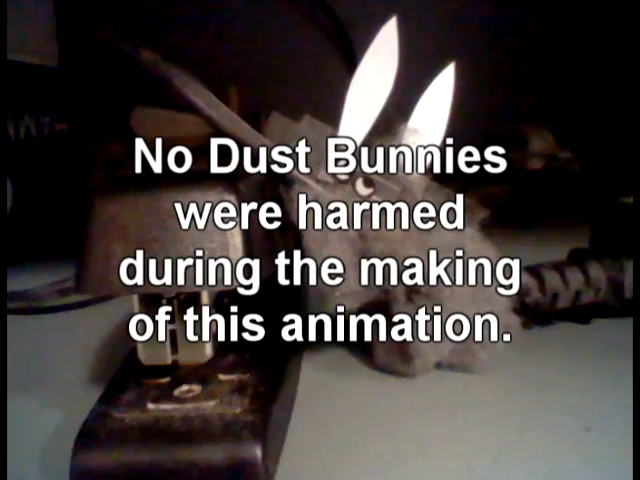 No Dust Bunnies
were harmed
during the making
of this animation.